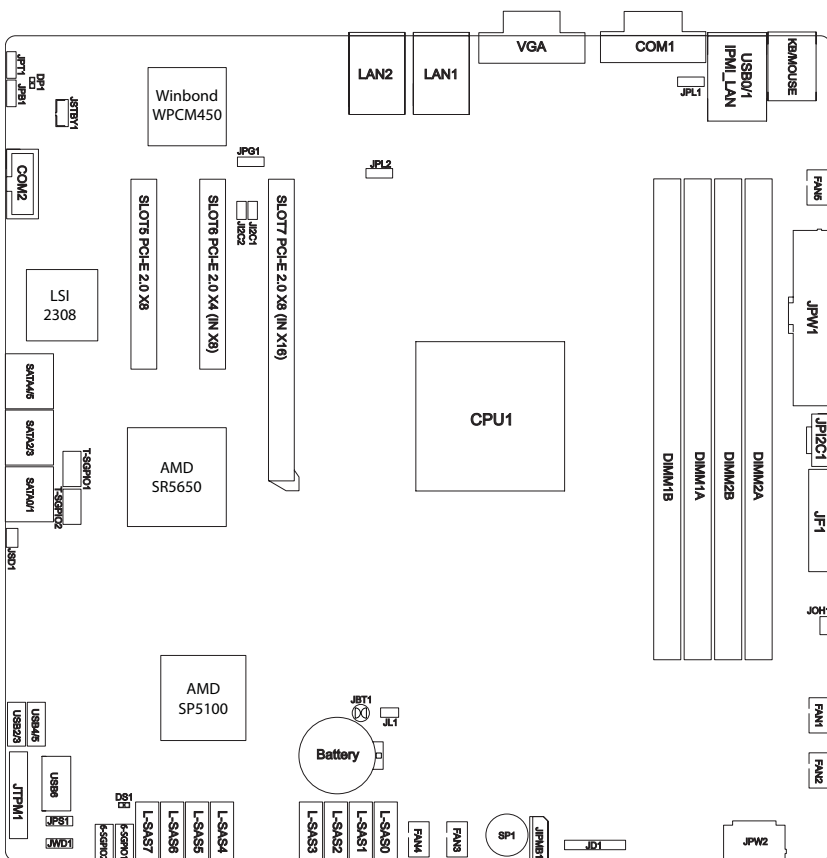 VGA
COM1
KB/MOUSE
USB0/1
IPMI_LAN
LAN2
LAN1
JPL1
JPT1
DP1
JPB1
JSTBY1
Winbond
WPCM450
JPG1
JPL2
COM2
FAN5
SLOT5 PCI-E 2.0 X8
SLOT6 PCI-E 2.0 X4 (IN X8)
JI2C2
JI2C1
SLOT7 PCI-E 2.0 X8 (IN X16)
LSI
2308
JPW1
SATA4/5
CPU1
SATA2/3
JPI2C1
T-SGPIO1
AMD
SR5650
DIMM1B
DIMM1A
DIMM2B
DIMM2A
SATA0/1
T-SGPIO2
JF1
JSD1
JOH1
AMD
SP5100
JBT1
JL1
USB2/3
USB4/5
FAN1
Battery
FAN2
JTPM1
USB6
DS1
JPS1
JWD1
L-SAS7
L-SAS6
L-SAS5
L-SAS4
L-SAS3
L-SAS2
L-SAS1
L-SAS0
FAN4
FAN3
SP1
JIPMB1
JD1
JPW2